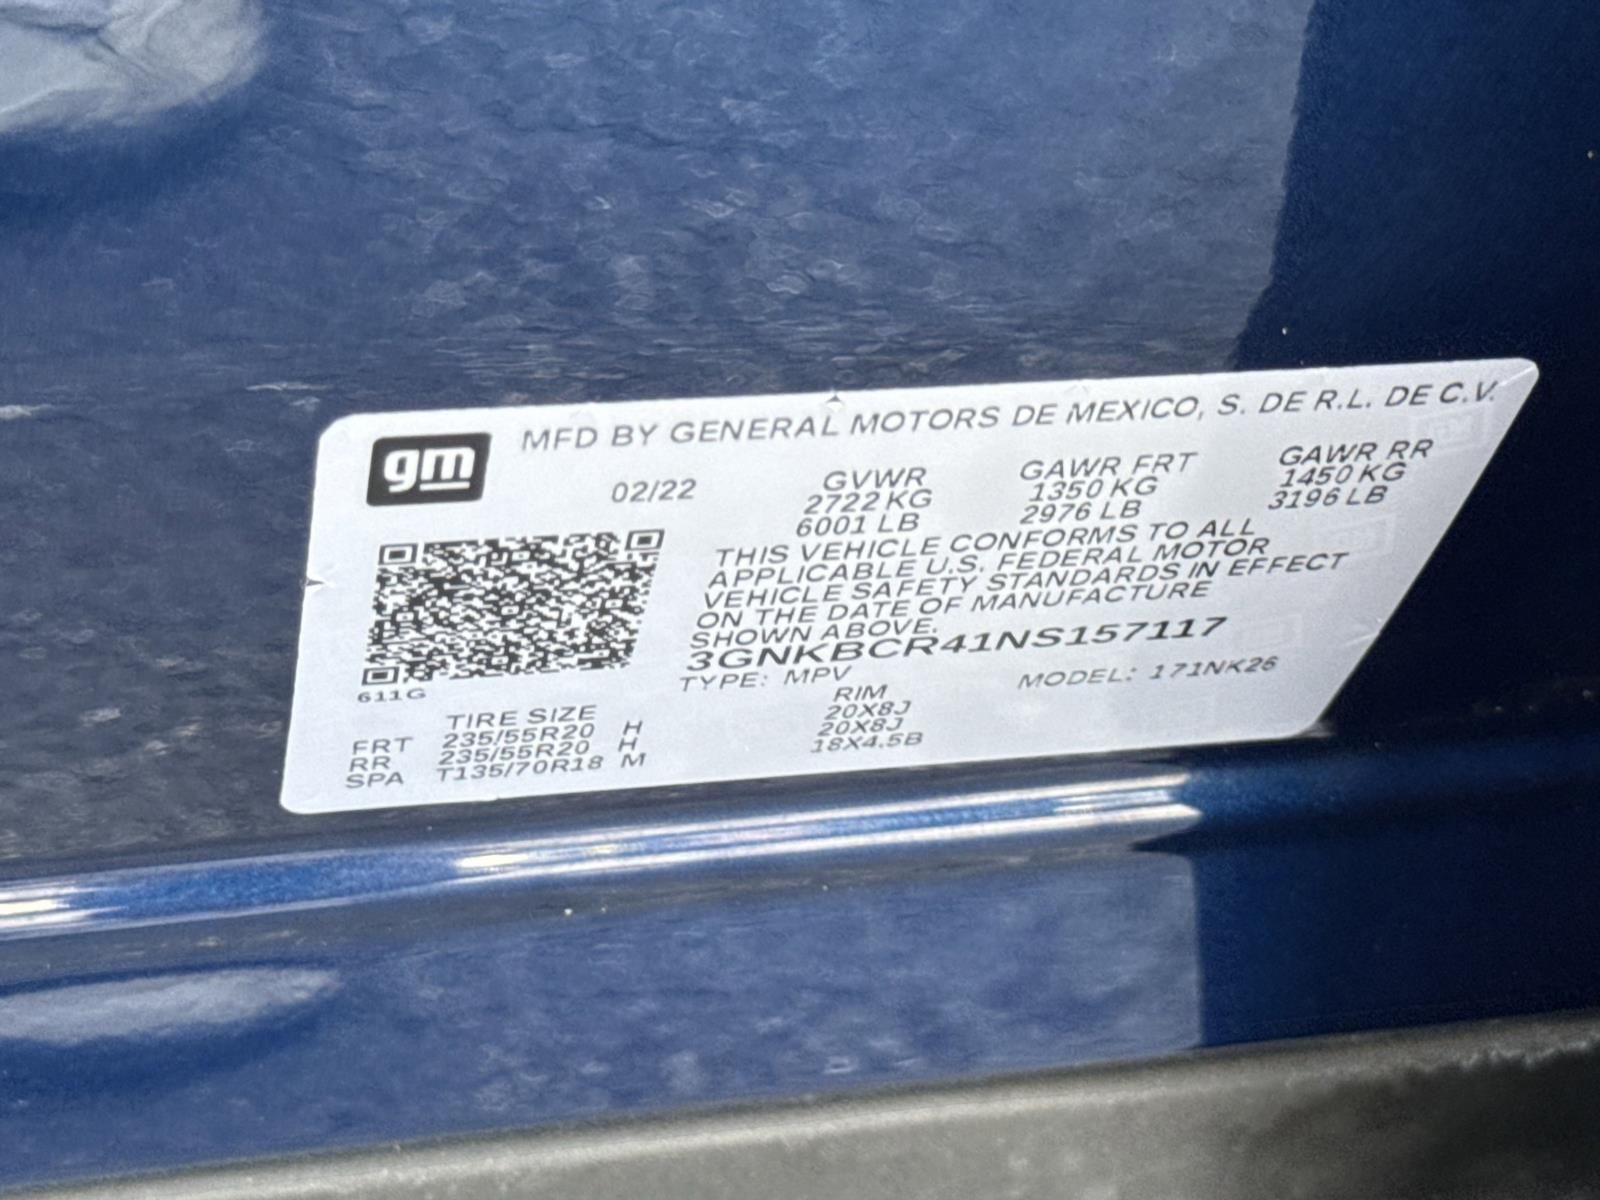 gm
MFD BY GENERAL MOTORS DE MEXICO, S. DE R.L. DE C.V.
02/22 GVWR GAWR FRT GAWR RR
2722 KG 1350 KG 1450 KG
6001 LB 2976 LB 3196 LB
THIS VEHICLE CONFORMS TO ALL
APPLICABLE U.S. FEDERAL MOTOR
VEHICLE SAFETY STANDARDS IN EFFECT
ON THE DATE OF MANUFACTURE
SHOWN ABOVE.
3GNKBCR41NS157117
TYPE: MPV MODEL: 171NK26
611G
TIRE SIZE RIM
FRT 235/55R20 H 20X8J
RR 235/55R20 H 20X8J
SPA T135/70R18 M 18X4.5B